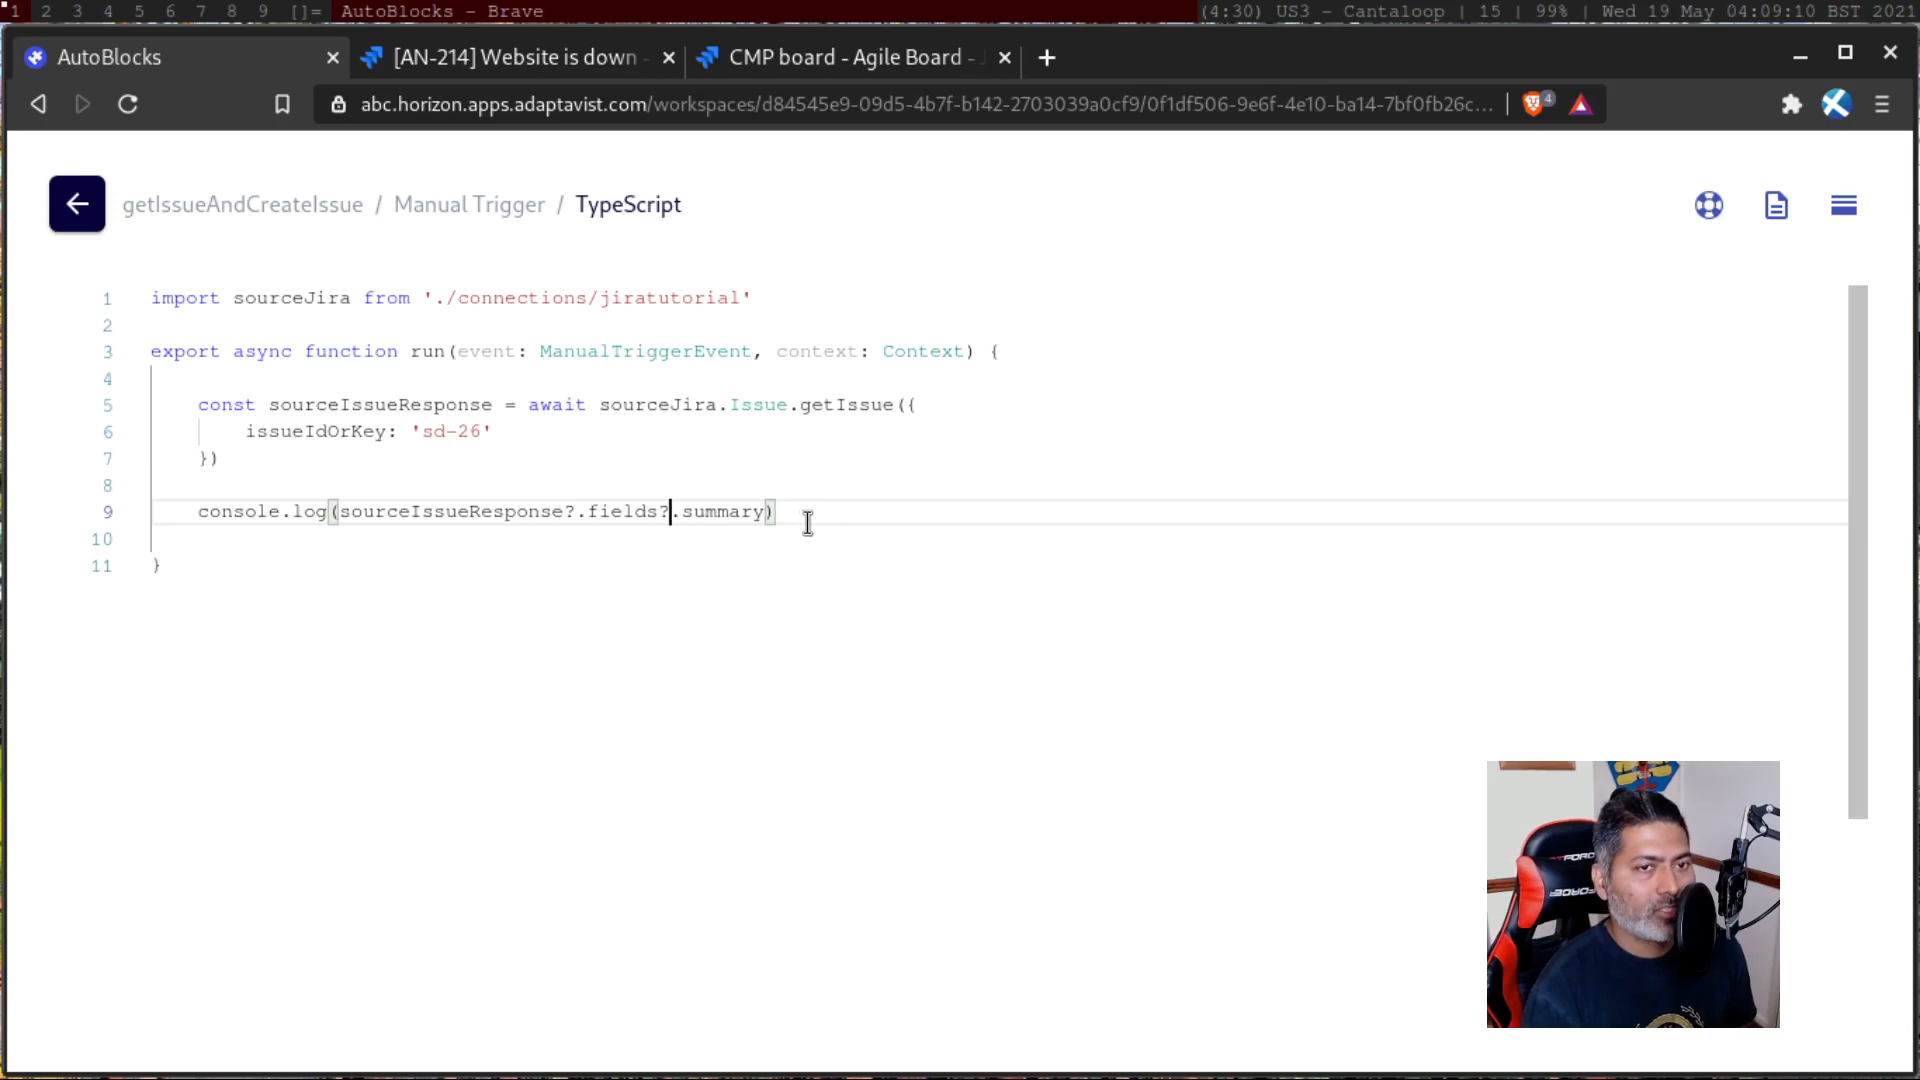 1 2 3 4 5 6 7 8 9 []= AutoBlocks - Brave (4:30) US3 - Cantaloop | 15 | 99% | Wed 19 May 04:09:10 BST 2021
AutoBlocks [AN-214] Website is down - CMP board - Agile Board -
abc.horizon.apps.adaptavist.com/workspaces/d84545e9-09d5-4b7f-b142-2703039a0cf9/0f1df506-9e6f-4e10-ba14-7bf0fb26c... 4
getIssueAndCreateIssue / Manual Trigger / TypeScript
1 import sourceJira from './connections/jiratutorial'
2
3 export async function run(event: ManualTriggerEvent, context: Context) {
4
5 const sourceIssueResponse = await sourceJira.Issue.getIssue({
6 issueIdOrKey: 'sd-26'
7 })
8
9 console.log(sourceIssueResponse?.fields?.summary)
10
11 }